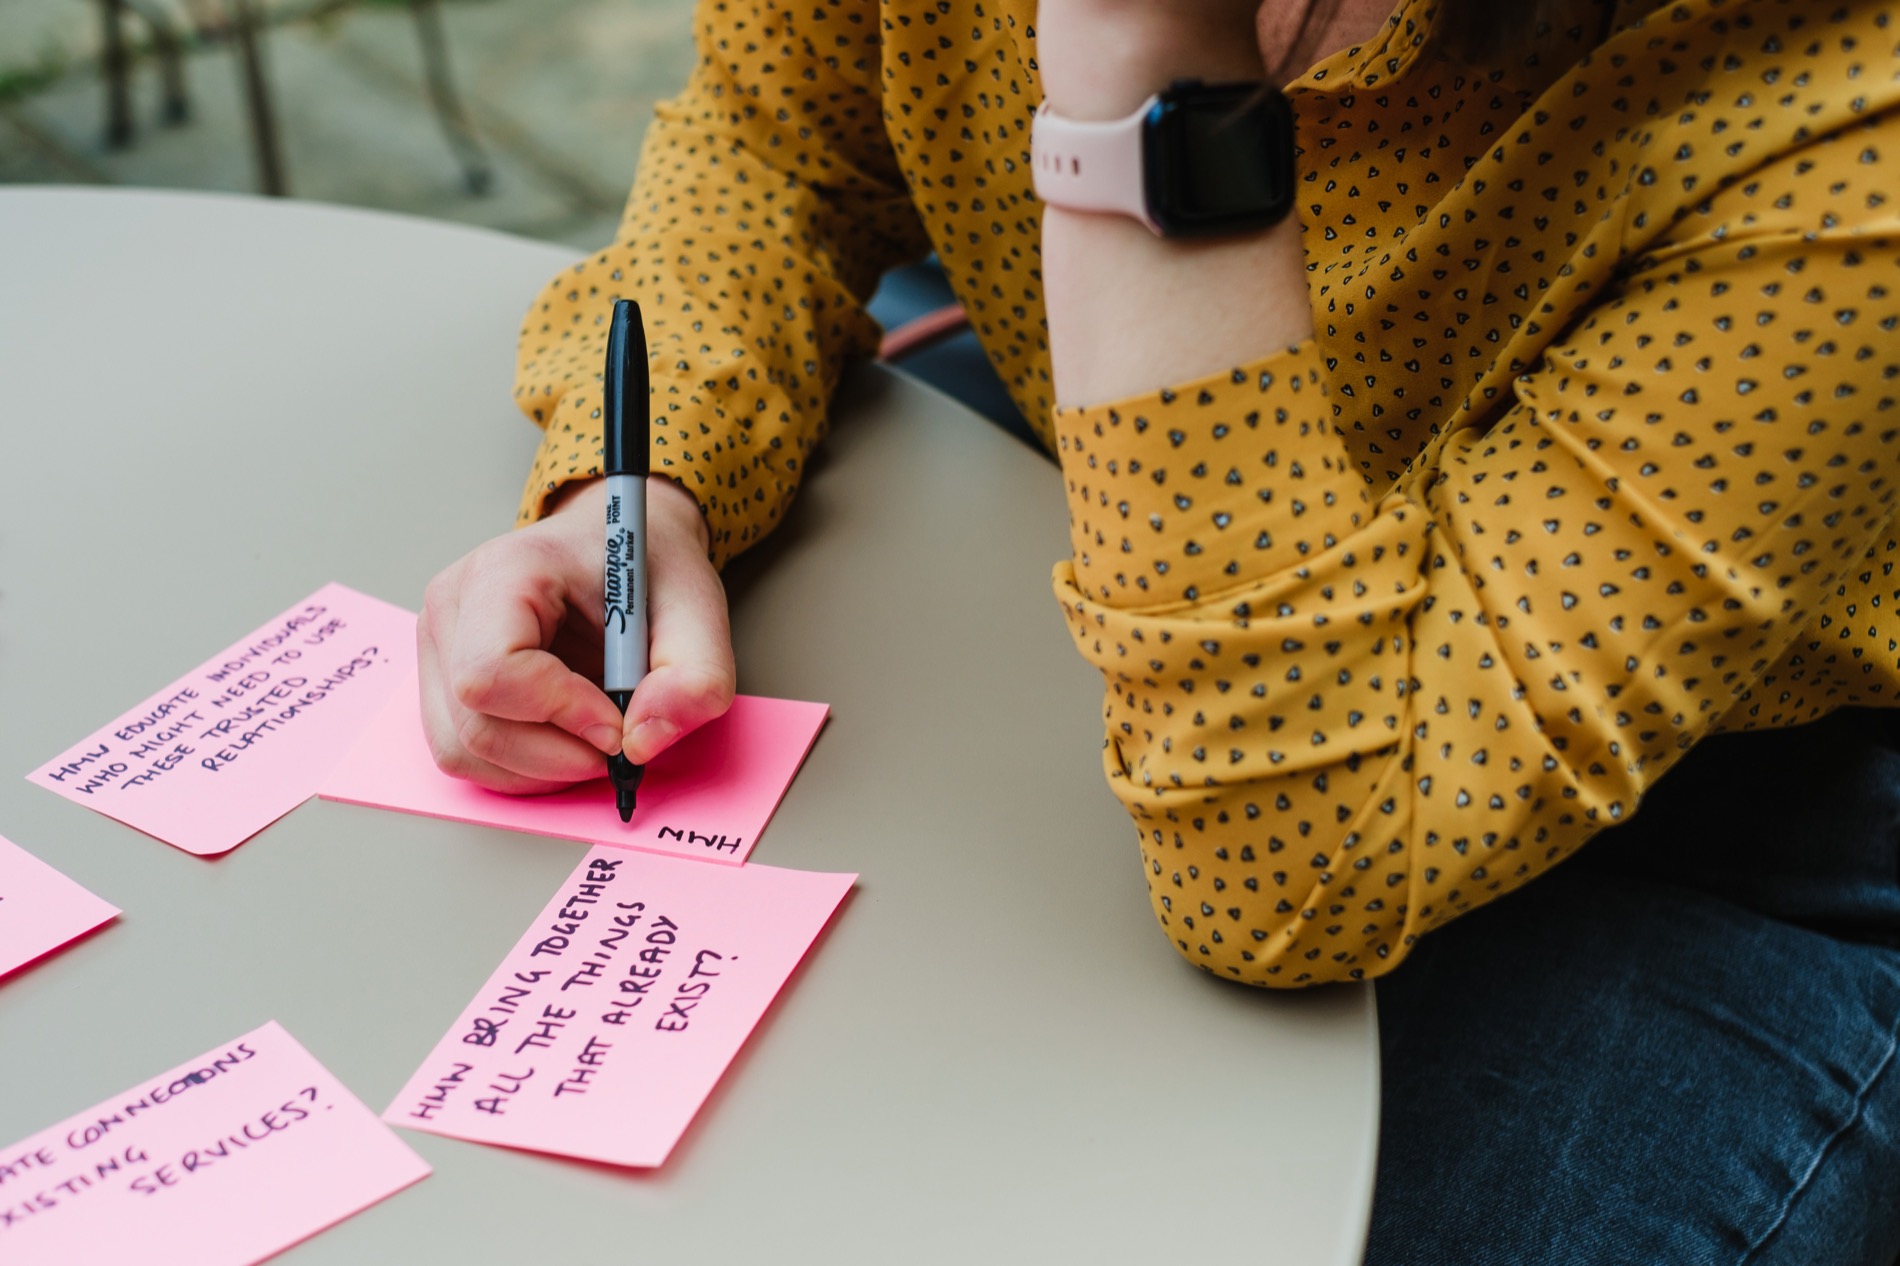 HMW EDUCATE INDIVIDUALS
WHO MIGHT NEED TO USE
THESE TRUSTED
RELATIONSHIPS?
Sharpie
FINE POINT
Permanent Marker
HMW
HMW BRING TOGETHER
ALL THE THINGS
THAT ALREADY
EXIST?
CONNECTIONS
SERVICES?